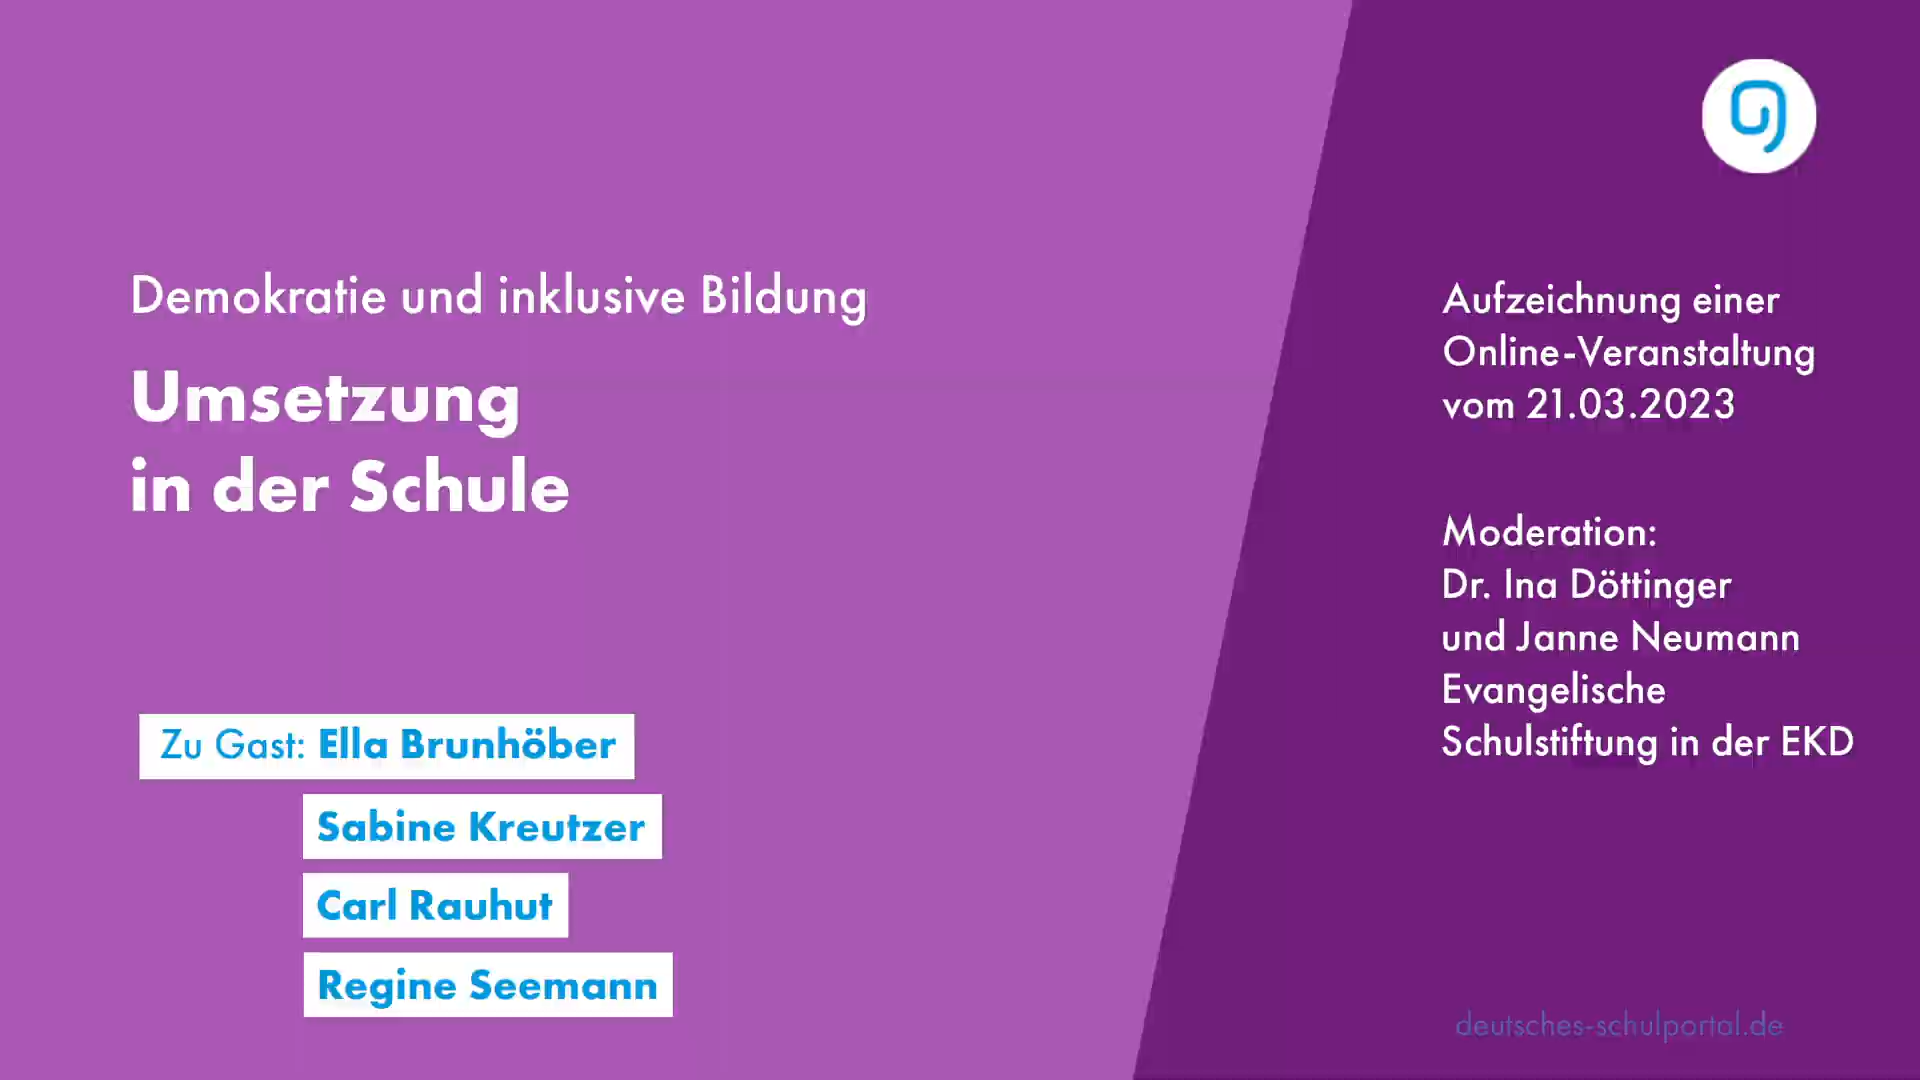 Demokratie und inklusive Bildung
Umsetzung
in der Schule
Zu Gast: Ella Brunhöber
Sabine Kreutzer
Carl Rauhut
Regine Seemann
Aufzeichnung einer
Online-Veranstaltung
vom 21.03.2023
Moderation:
Dr. Ina Döttinger
und Janne Neumann
Evangelische
Schulstiftung in der EKD
deutsches-schulportal.de